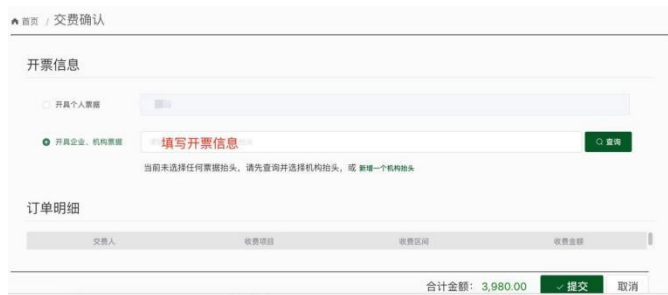 首页 / 交费确认
开票信息
开具个人票据
开具企业、机构票据 填写开票信息 查询
当前未选择任何票据抬头，请先查询并选择机构抬头，或 新增一个机构抬头
订单明细
交费人 收费项目 收费区间 收费金额
合计金额： 3,980.00 提交 取消